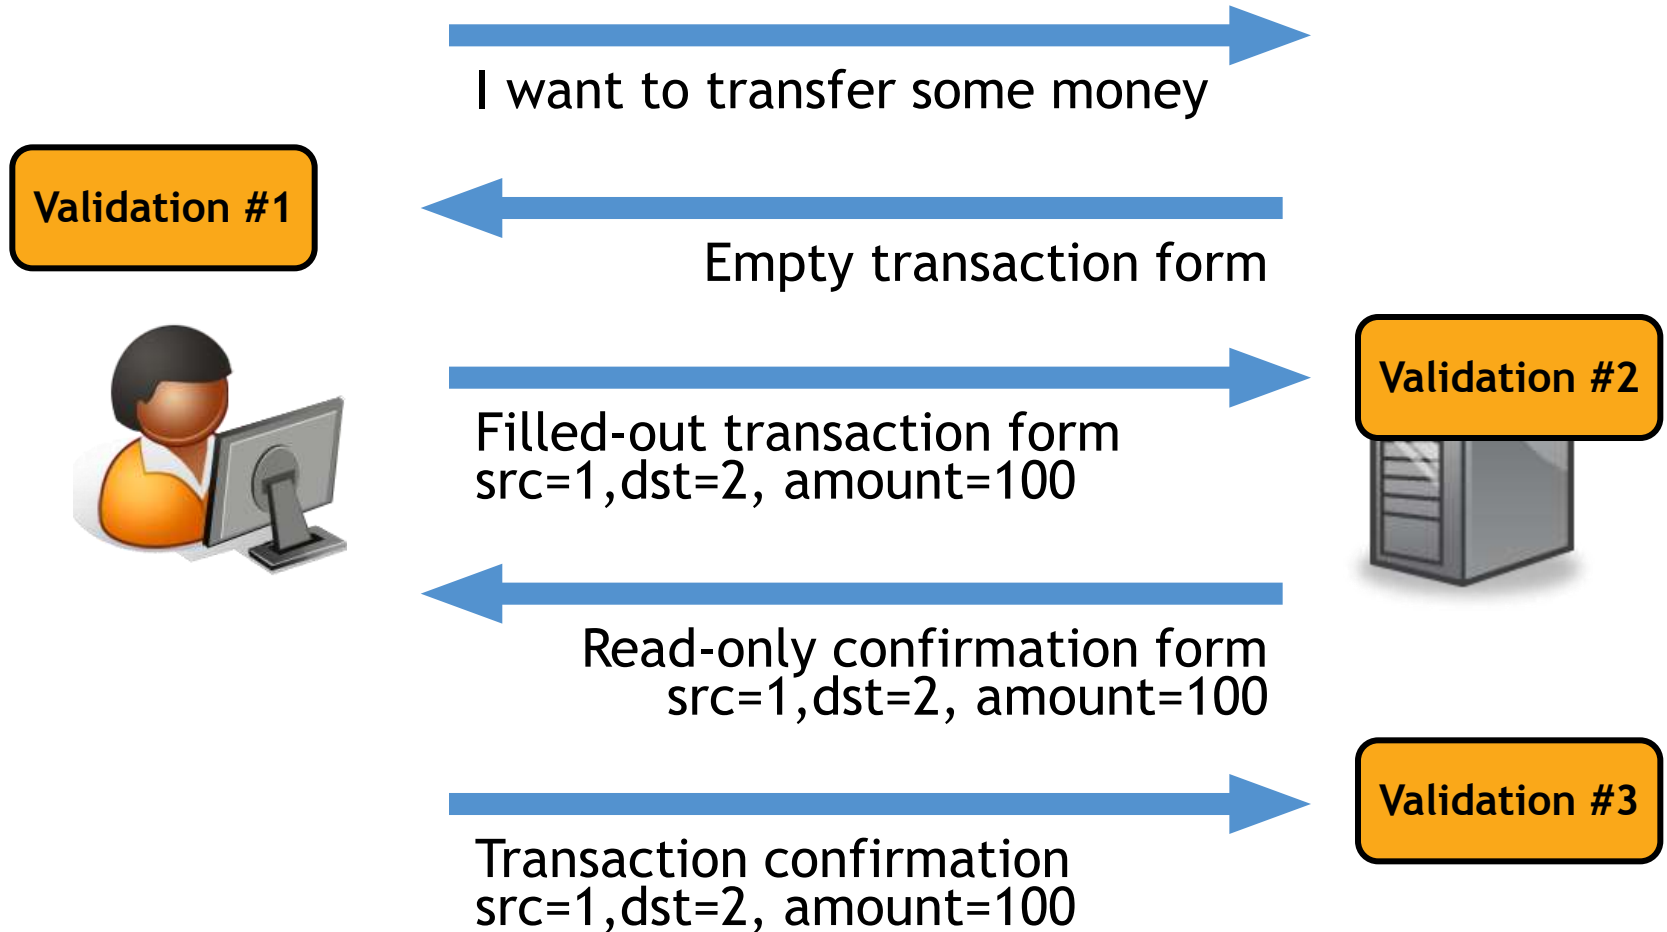 I want to transfer some money
Validation #1
Empty transaction form
Validation #2
Filled-out transaction form
src=1,dst=2, amount=100
Read-only confirmation form
src=1,dst=2, amount=100
Validation #3
Transaction confirmation
src=1,dst=2, amount=100